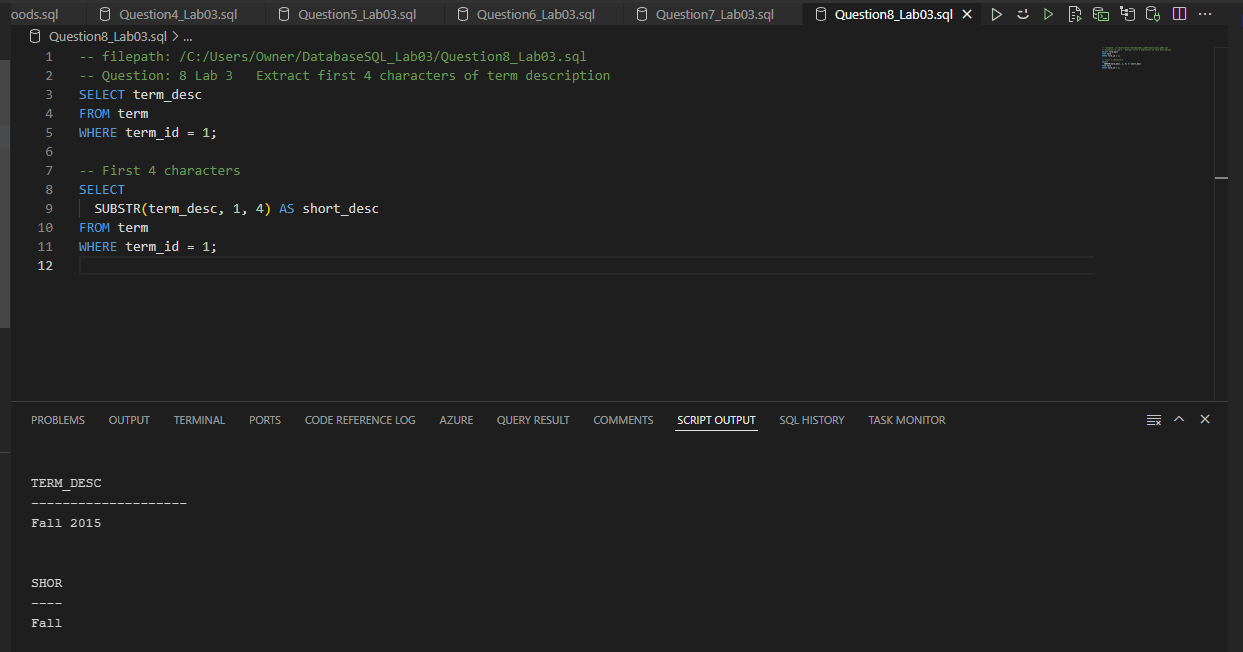 oods.sql Question4_Lab03.sql Question5_Lab03.sql Question6_Lab03.sql Question7_Lab03.sql Question8_Lab03.sql
Question8_Lab03.sql > ...
1 -- filepath: /C:/Users/Owner/DatabaseSQL_Lab03/Question8_Lab03.sql
2 -- Question: 8 Lab 3   Extract first 4 characters of term description
3 SELECT term_desc
4 FROM term
5 WHERE term_id = 1;
6
7 -- First 4 characters
8 SELECT
9   SUBSTR(term_desc, 1, 4) AS short_desc
10 FROM term
11 WHERE term_id = 1;
12
PROBLEMS OUTPUT TERMINAL PORTS CODE REFERENCE LOG AZURE QUERY RESULT COMMENTS SCRIPT OUTPUT SQL HISTORY TASK MONITOR
TERM_DESC
--------------------
Fall 2015
SHOR
----
Fall